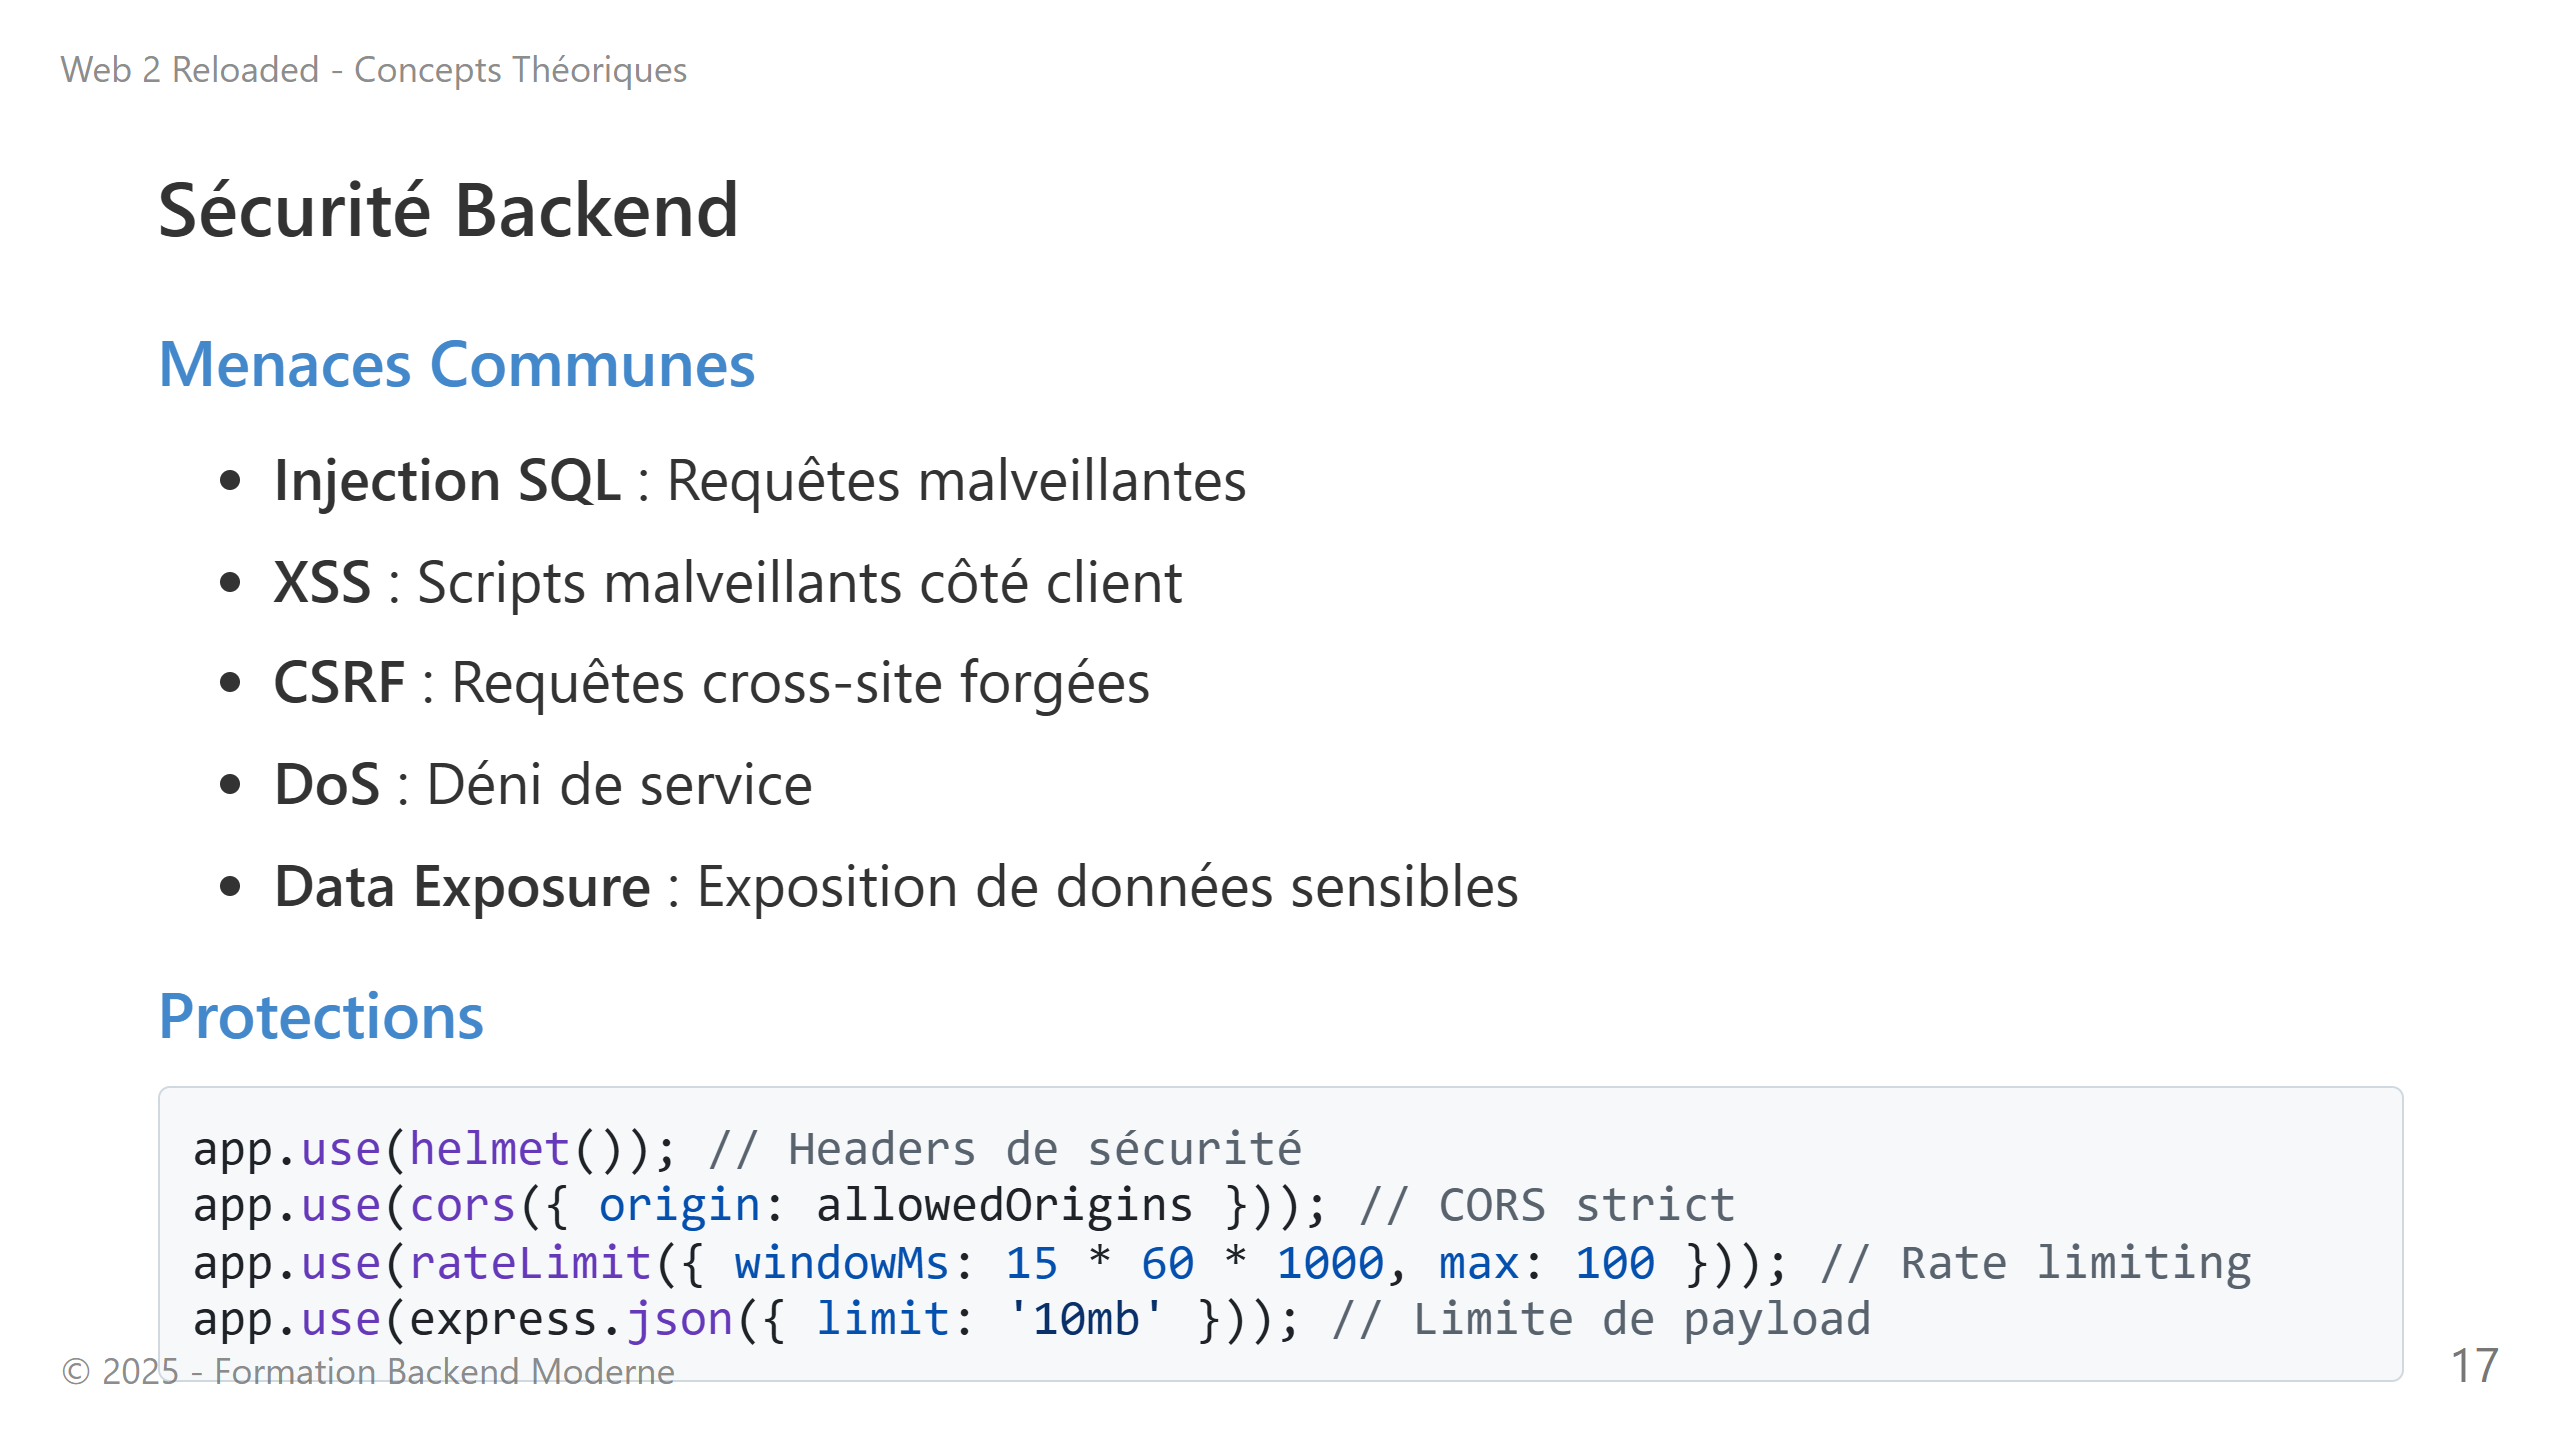 Web 2 Reloaded - Concepts Théoriques
Sécurité Backend
Menaces Communes
• Injection SQL : Requêtes malveillantes
• XSS : Scripts malveillants côté client
• CSRF : Requêtes cross-site forgées
• DoS : Déni de service
• Data Exposure : Exposition de données sensibles
Protections
app.use(helmet()); // Headers de sécurité
app.use(cors({ origin: allowedOrigins })); // CORS strict
app.use(rateLimit({ windowMs: 15 * 60 * 1000, max: 100 })); // Rate limiting
app.use(express.json({ limit: '10mb' })); // Limite de payload
© 2025 - Formation Backend Moderne
17